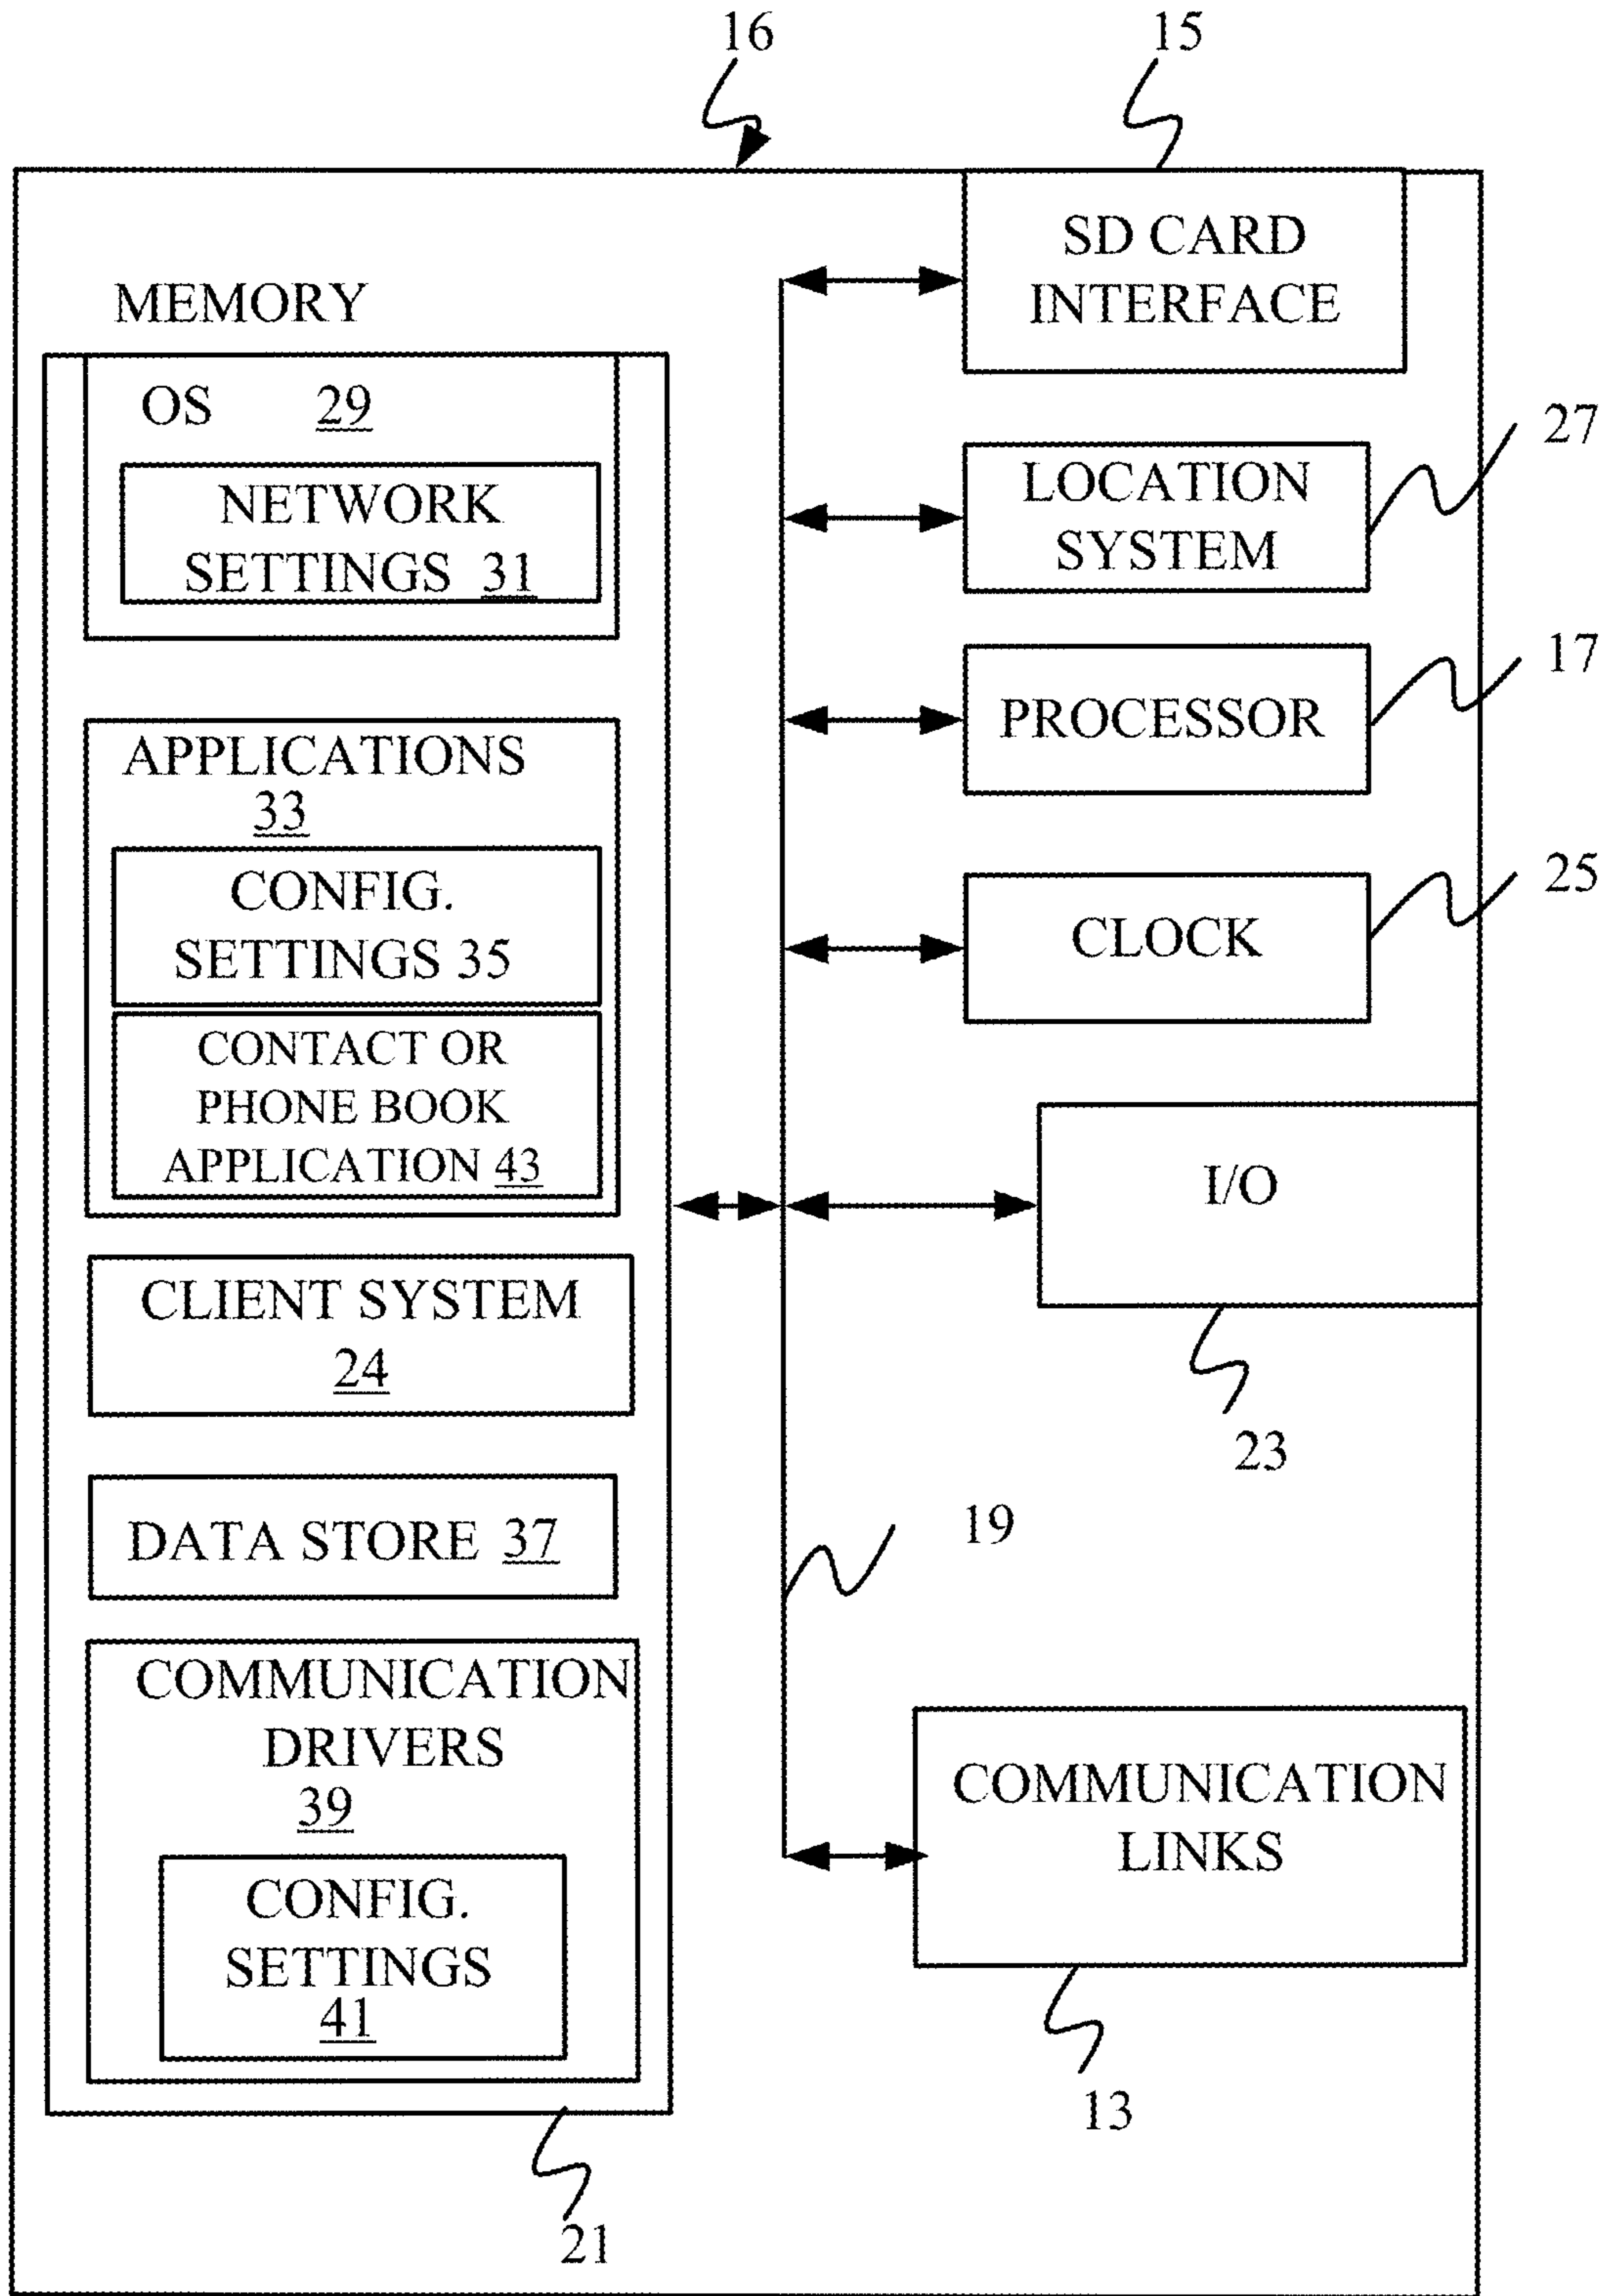 16
15
SD CARD
INTERFACE
MEMORY
OS 29
NETWORK
SETTINGS 31
27
LOCATION
SYSTEM
17
PROCESSOR
APPLICATIONS
33
CONFIG.
SETTINGS 35
25
CLOCK
CONTACT OR
PHONE BOOK
APPLICATION 43
I/O
23
CLIENT SYSTEM
24
19
DATA STORE 37
COMMUNICATION
DRIVERS
39
CONFIG.
SETTINGS
41
COMMUNICATION
LINKS
13
21